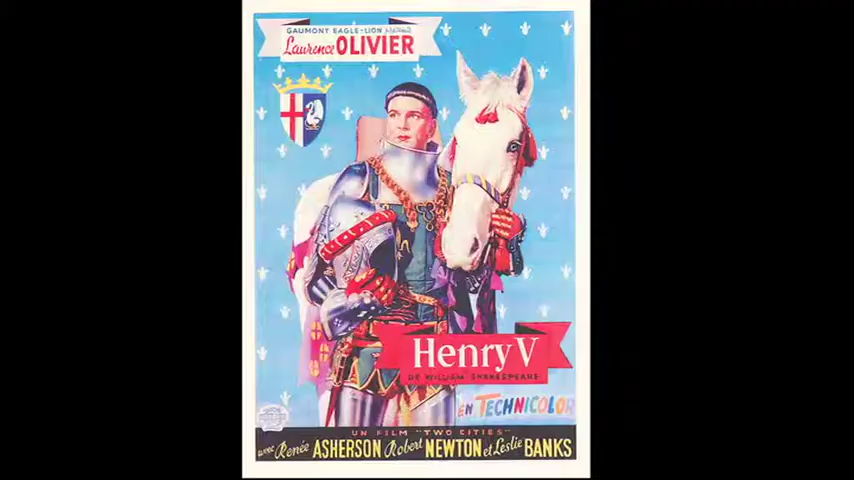 GAUMONT EAGLE-LION présente
Laurence OLIVIER
Henry V
DE WILLIAM SHAKESPEARE
EN TECHNICOLOR
UN FILM "TWO CITIES"
avec Renée ASHERSON Robert NEWTON et Leslie BANKS